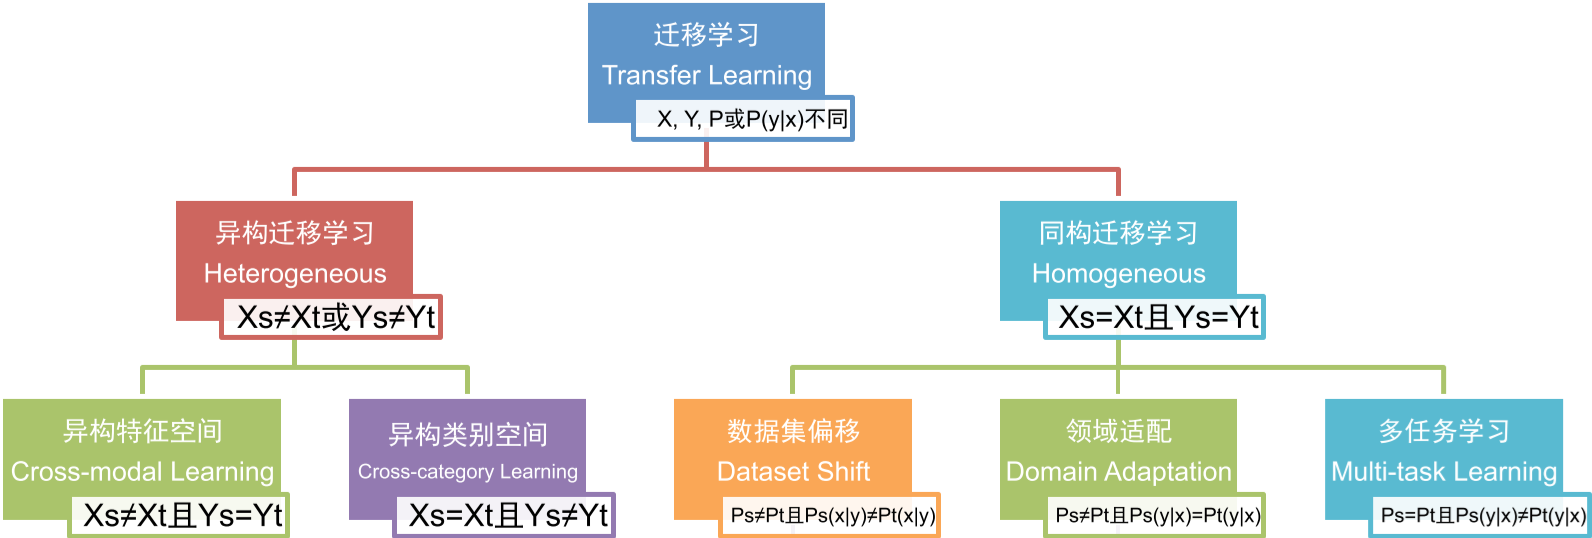 迁移学习
Transfer Learning
X, Y, P或P(y|x)不同
异构迁移学习
Heterogeneous
Xs≠Xt或Ys≠Yt
同构迁移学习
Homogeneous
Xs=Xt且Ys=Yt
异构特征空间
Cross-modal Learning
Xs≠Xt且Ys=Yt
异构类别空间
Cross-category Learning
Xs=Xt且Ys≠Yt
数据集偏移
Dataset Shift
Ps≠Pt且Ps(x|y)≠Pt(x|y)
领域适配
Domain Adaptation
Ps≠Pt且Ps(y|x)=Pt(y|x)
多任务学习
Multi-task Learning
Ps=Pt且Ps(y|x)≠Pt(y|x)